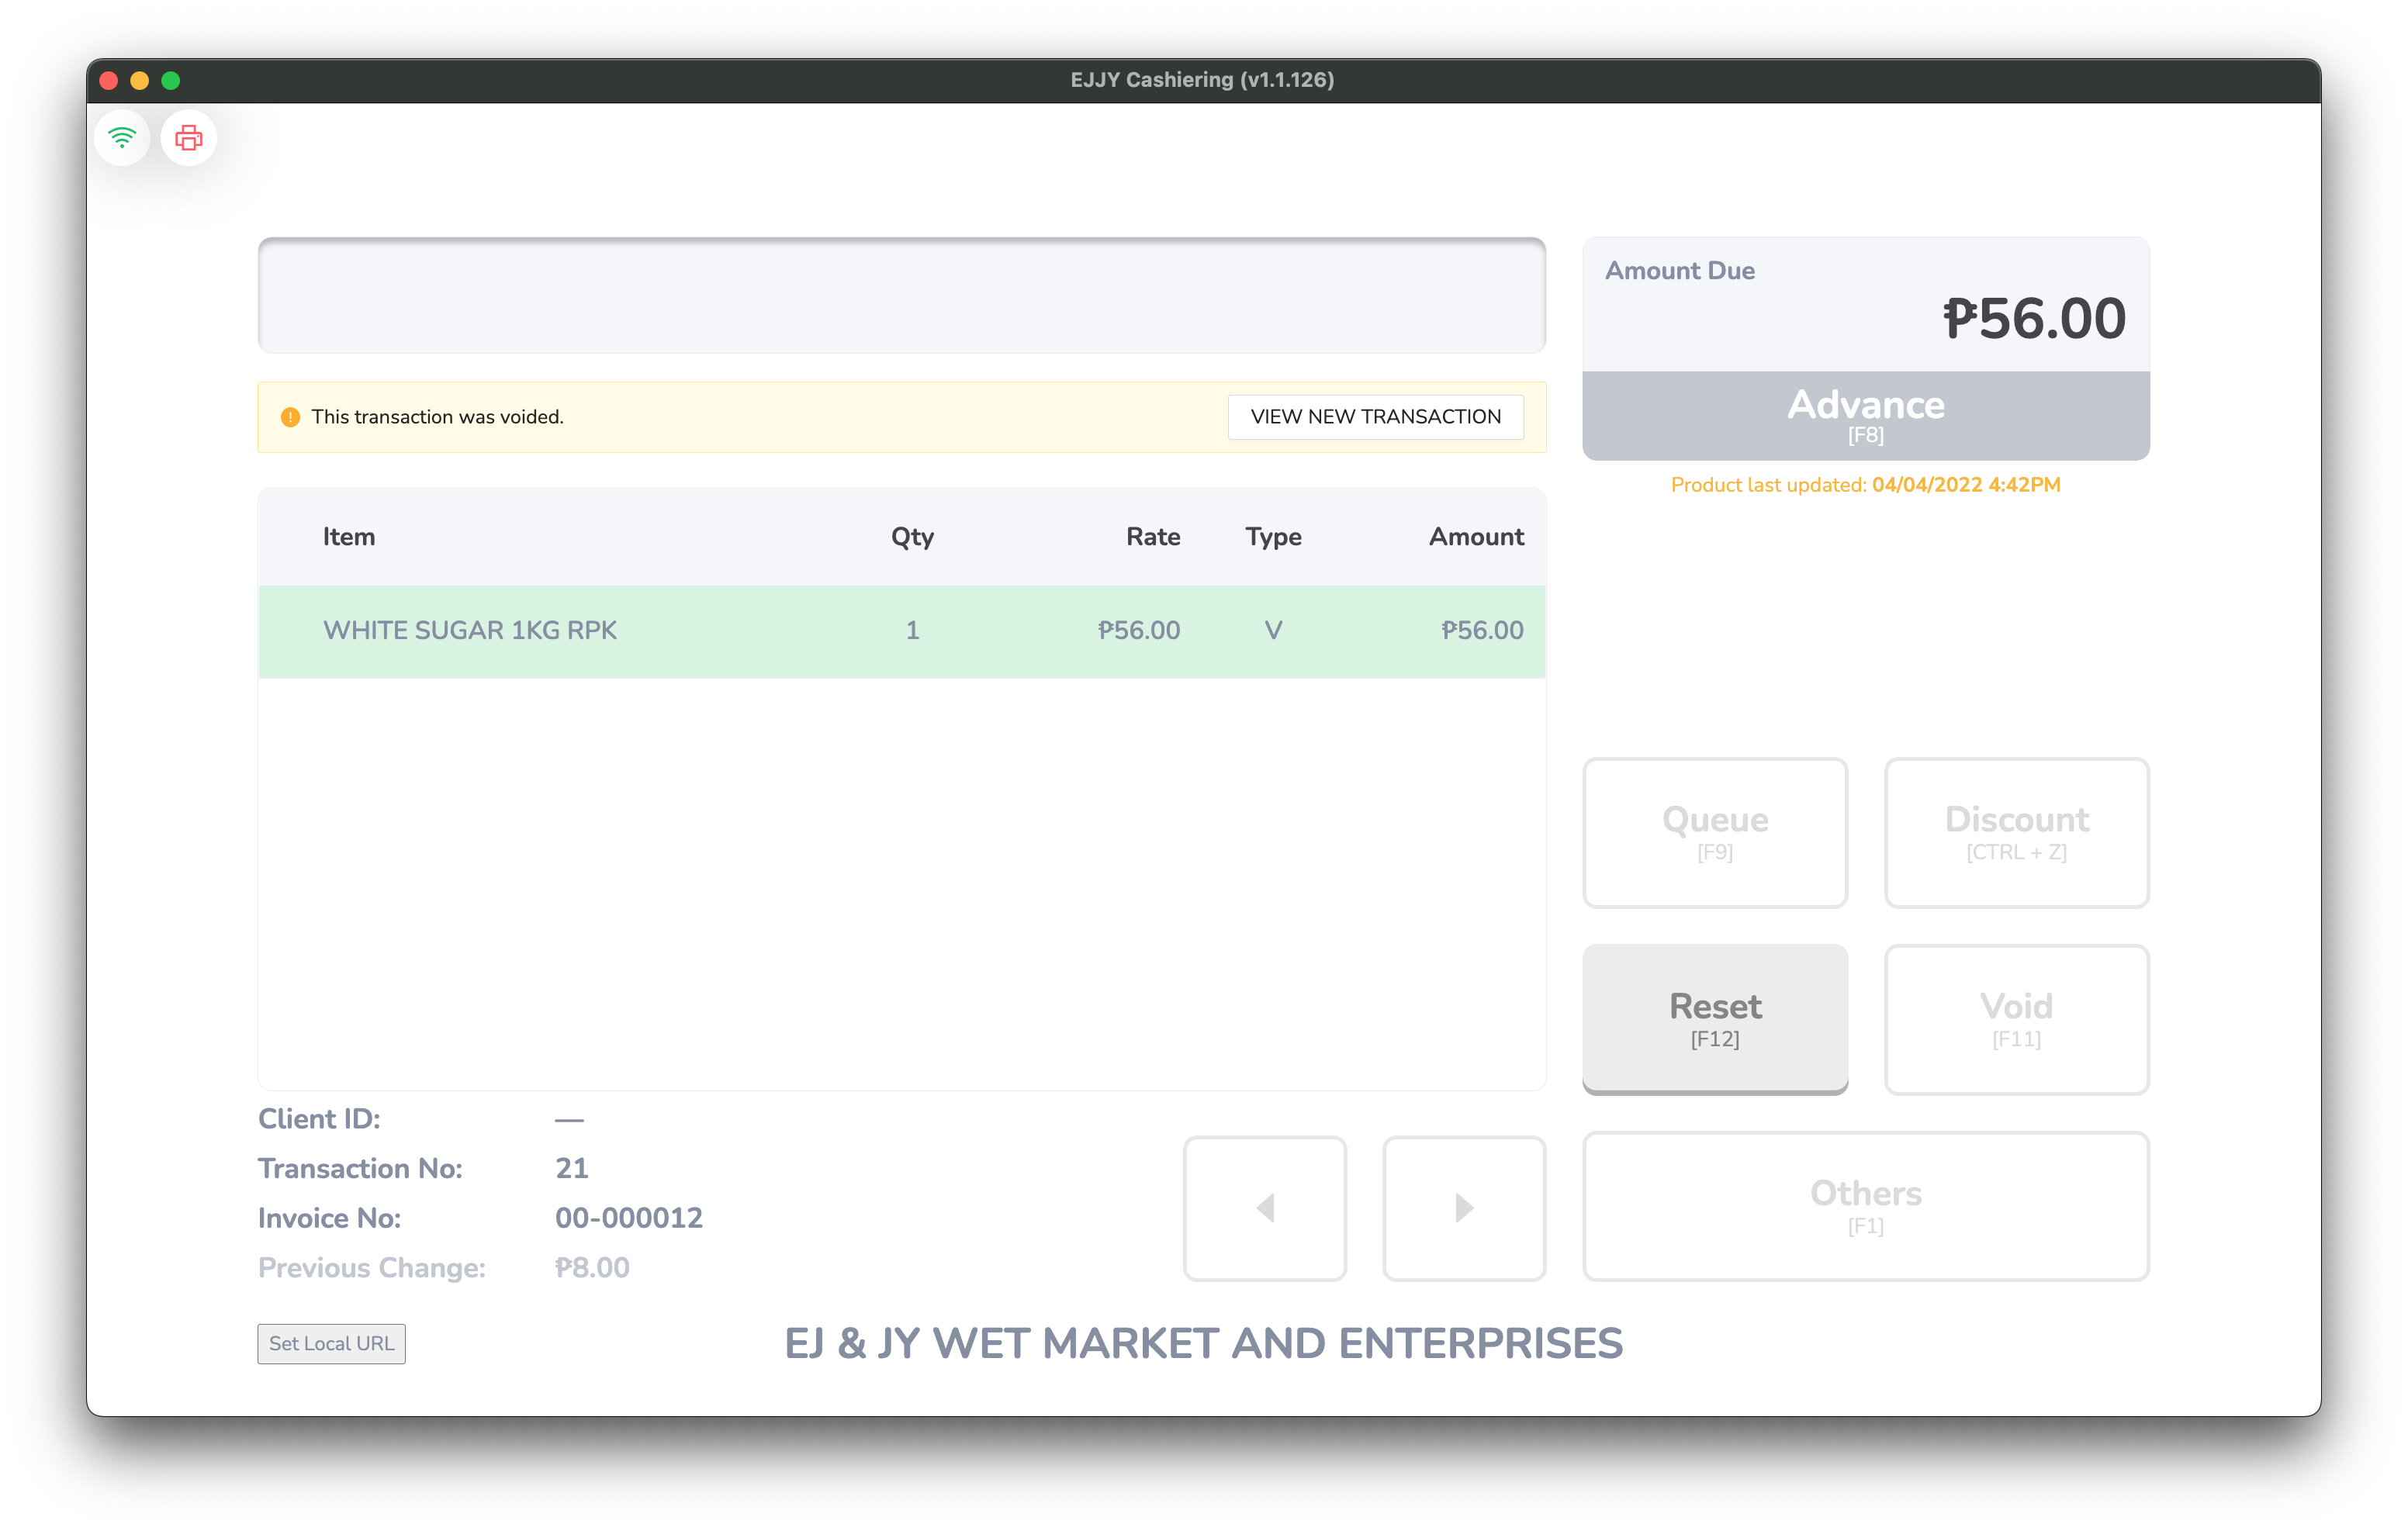 EJJY Cashiering (v1.1.126)
Amount Due
₱56.00
Advance
[F8]
This transaction was voided.
VIEW NEW TRANSACTION
Product last updated: 04/04/2022 4:42PM
Item Qty Rate Type Amount
WHITE SUGAR 1KG RPK 1 ₱56.00 V ₱56.00
Queue
[F9]
Discount
[CTRL + Z]
Reset
[F12]
Void
[F11]
Client ID: —
Transaction No: 21
Invoice No: 00-000012
Previous Change: ₱8.00
Others
[F1]
Set Local URL
EJ & JY WET MARKET AND ENTERPRISES